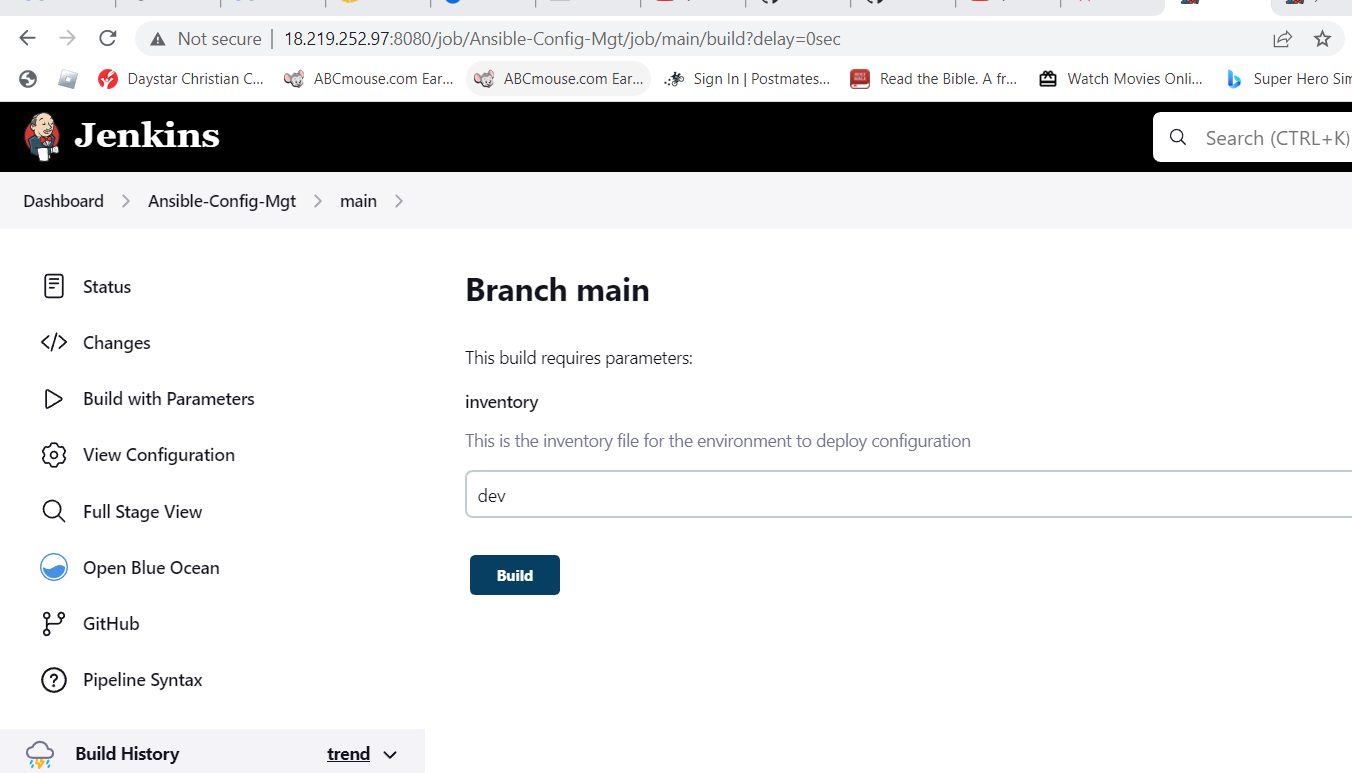 Not secure | 18.219.252.97:8080/job/Ansible-Config-Mgt/job/main/build?delay=0sec
Daystar Christian C... ABCmouse.com Ear... ABCmouse.com Ear... Sign In | Postmates... Read the Bible. A fr... Watch Movies Onli... Super Hero Sim
Jenkins Search (CTRL+K)
Dashboard Ansible-Config-Mgt main
Status
Changes
Build with Parameters
View Configuration
Full Stage View
Open Blue Ocean
GitHub
Pipeline Syntax
Build History trend
Branch main
This build requires parameters:
inventory
This is the inventory file for the environment to deploy configuration
dev
Build